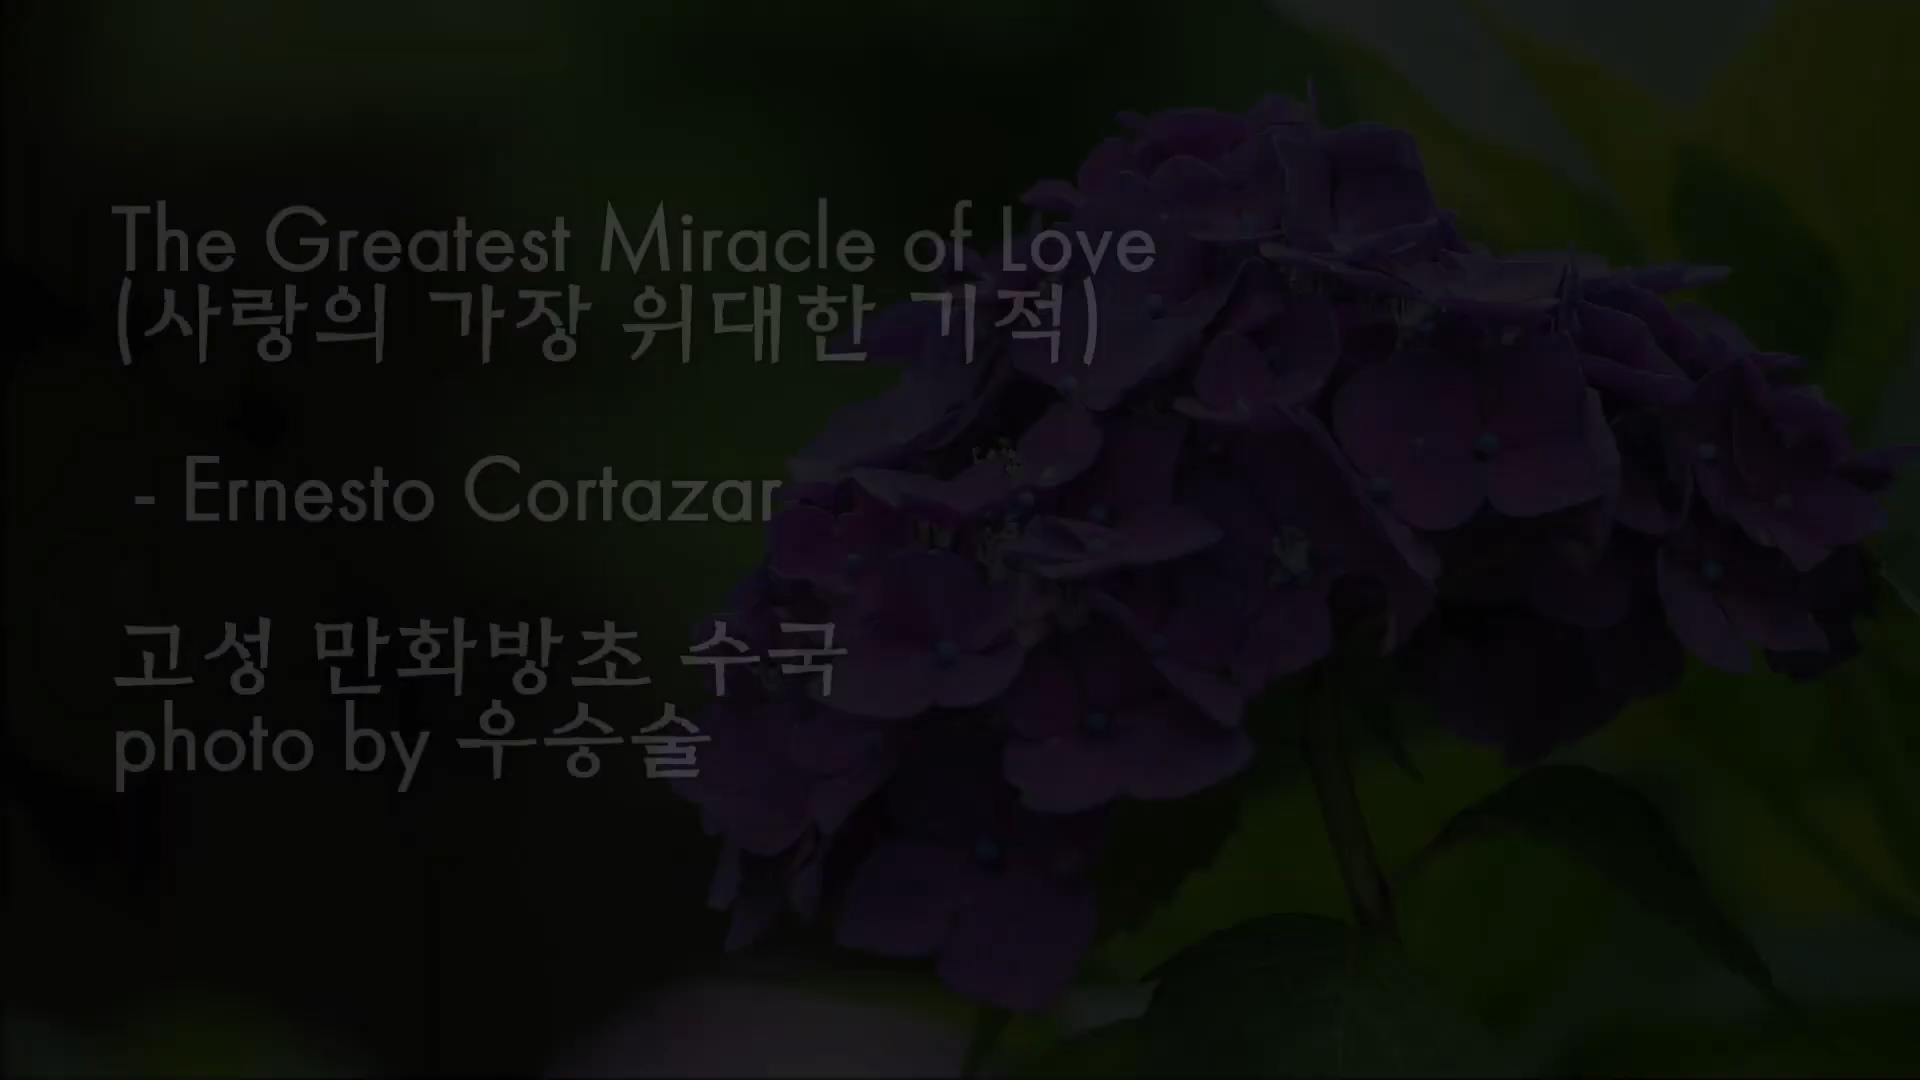 The Greatest Miracle of Love
(사랑의 가장 위대한 기적)
- Ernesto Cortazar
고성 만화방초 수국
photo by 우승술